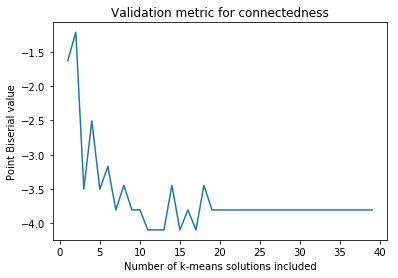 Validation metric for connectedness
Point Biserial value
−1.5
−2.0
−2.5
−3.0
−3.5
−4.0
0 5 10 15 20 25 30 35 40
Number of k-means solutions included